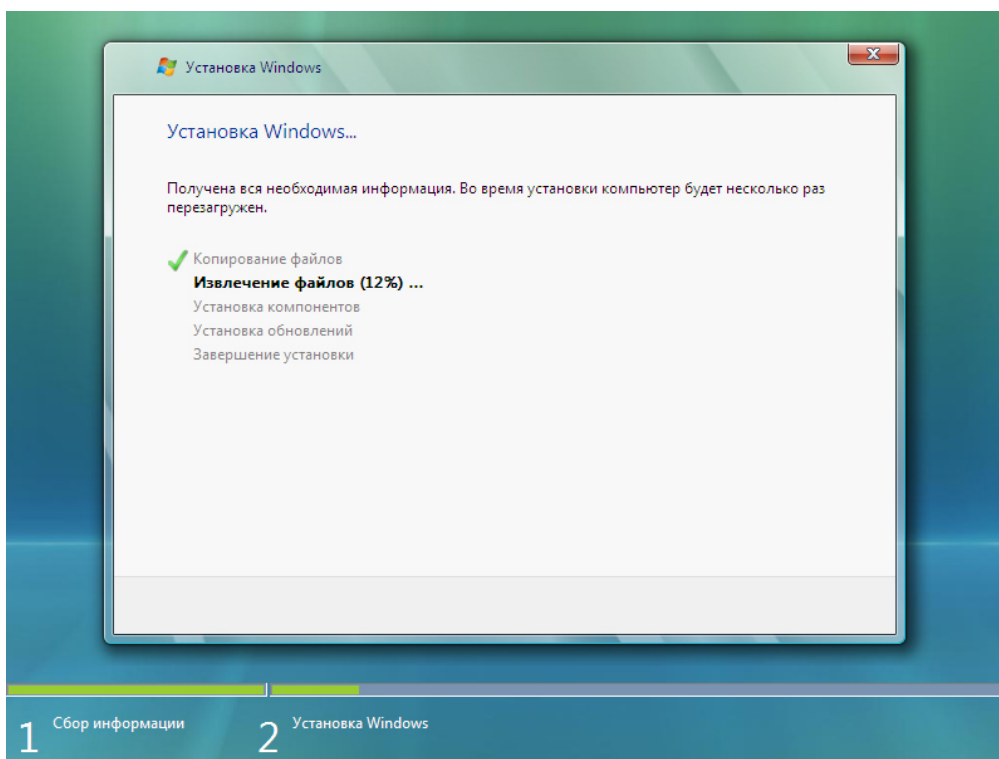 Установка Windows
Установка Windows...
Получена вся необходимая информация. Во время установки компьютер будет несколько раз
перезагружен.
Копирование файлов
Извлечение файлов (12%) ...
Установка компонентов
Установка обновлений
Завершение установки
1 Сбор информации
2 Установка Windows